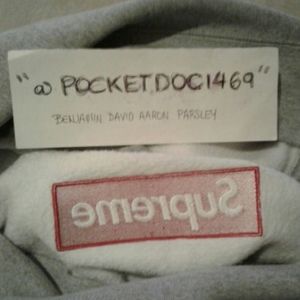 "@ POCKETDOC1469"
BENJAMIN DAVID AARON PARSLEY
Supreme